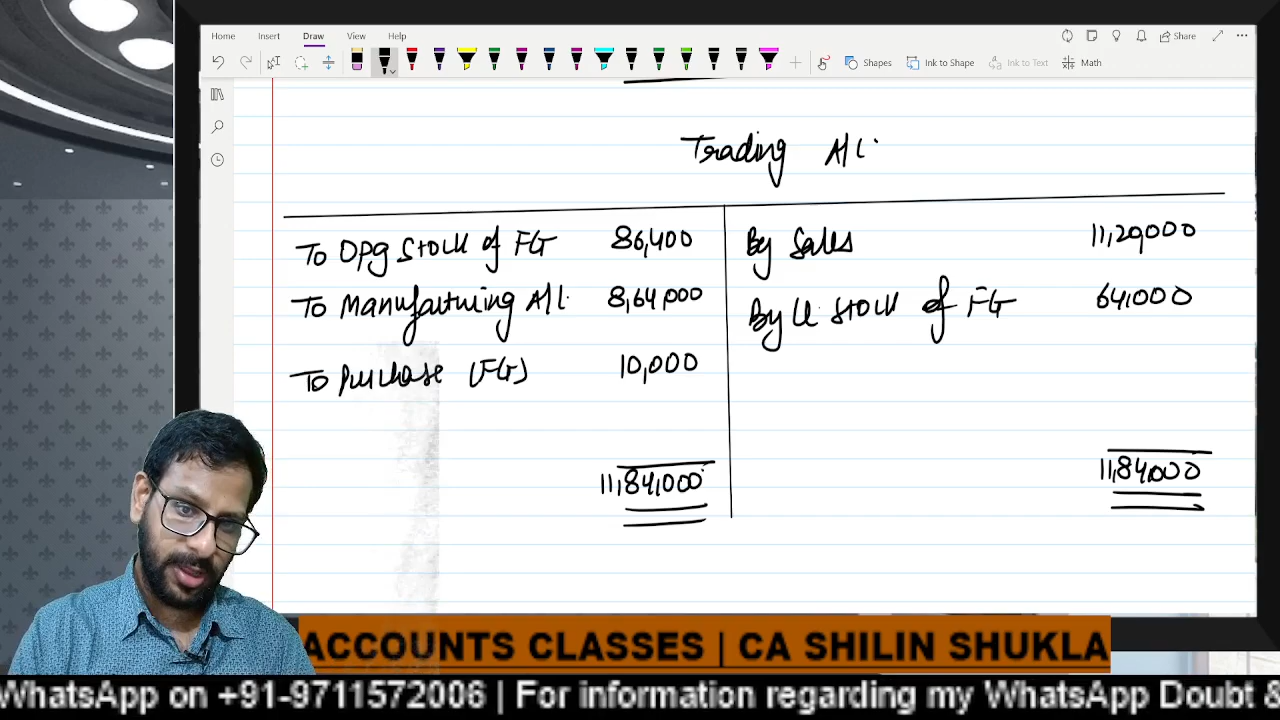 Home Insert Draw View Help
Share
Shapes Ink to Shape Ink to Text Math
Trading A/c.
To Opg Stock of FG 86,400 By Sales 11,20,000
To Manufacturing A/c. 8,64,000 By Cl. Stock of FG 64,000
To Purchase (FG) 10,000
11,84,000 11,84,000
ACCOUNTS CLASSES | CA SHILIN SHUKLA
WhatsApp on +91-9711572006 | For information regarding my WhatsApp Doubt &